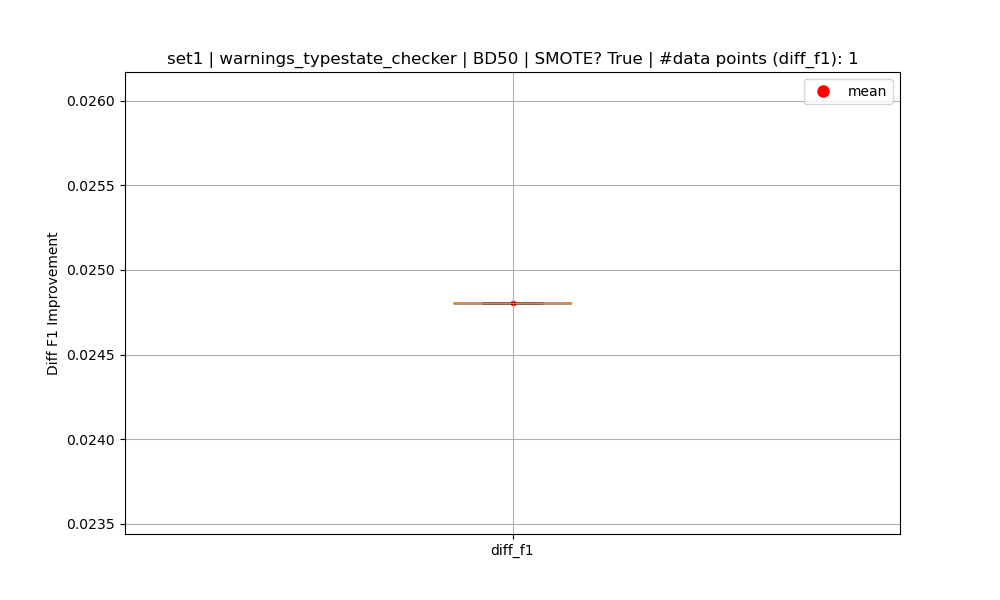 set1 | warnings_typestate_checker | BD50 | SMOTE? True | #data points (diff_f1): 1
mean
0.0260
0.0255
0.0250
0.0245
0.0240
0.0235
Diff F1 Improvement
diff_f1